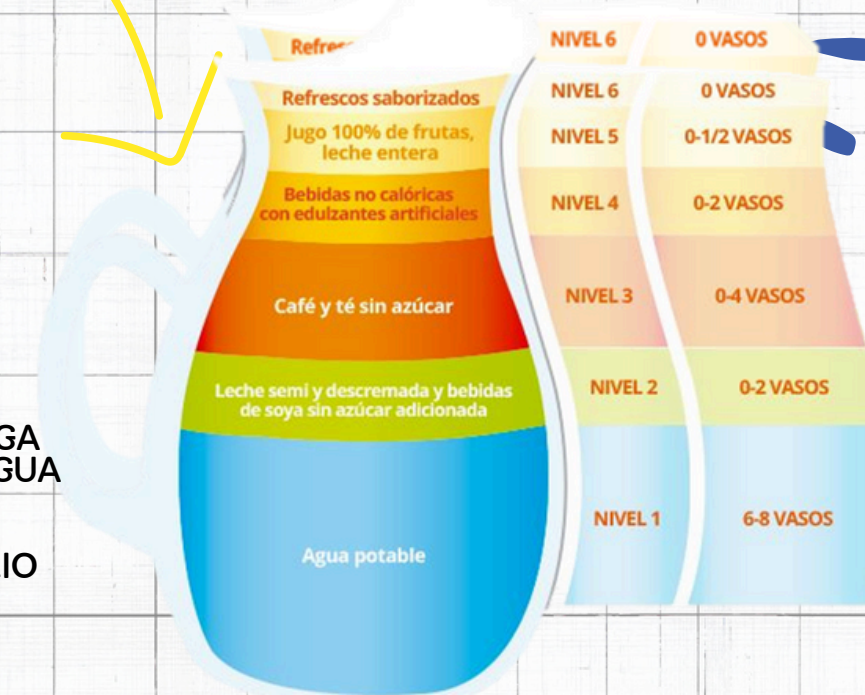 NIVEL 6
0 VASOS
Refrescos saborizados
NIVEL 6
0 VASOS
Jugo 100% de frutas,
leche entera
NIVEL 5
0-1/2 VASOS
Bebidas no calóricas
con edulzantes artificiales
NIVEL 4
0-2 VASOS
Café y té sin azúcar
NIVEL 3
0-4 VASOS
Leche semi y descremada y bebidas
de soya sin azúcar adicionada
NIVEL 2
0-2 VASOS
Agua potable
NIVEL 1
6-8 VASOS